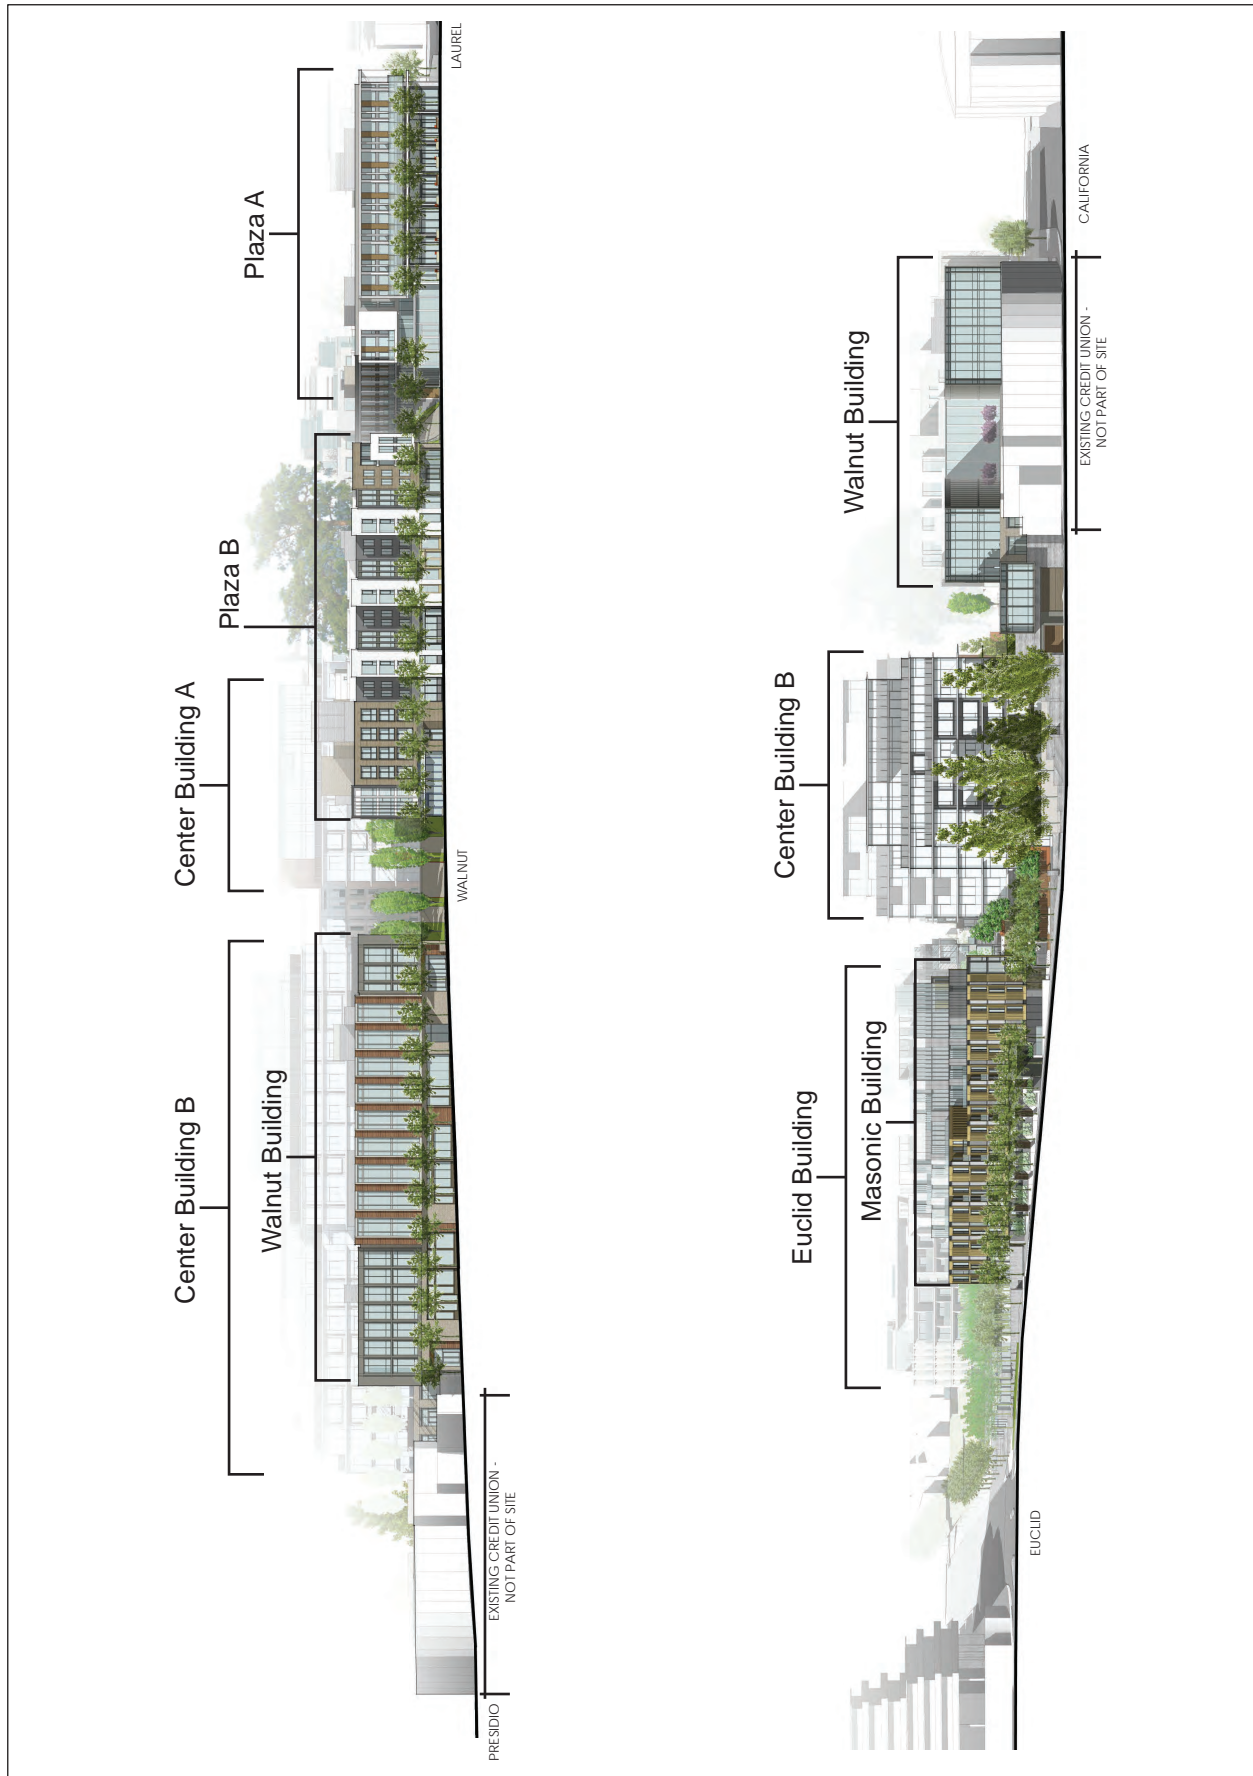 Center Building B
Walnut Building
Center Building A
Plaza B
Plaza A
PRESIDIO
EXISTING CREDIT UNION -
NOT PART OF SITE
WALNUT
LAUREL
Euclid Building
Masonic Building
Center Building B
Walnut Building
EUCLID
EXISTING CREDIT UNION -
NOT PART OF SITE
CALIFORNIA